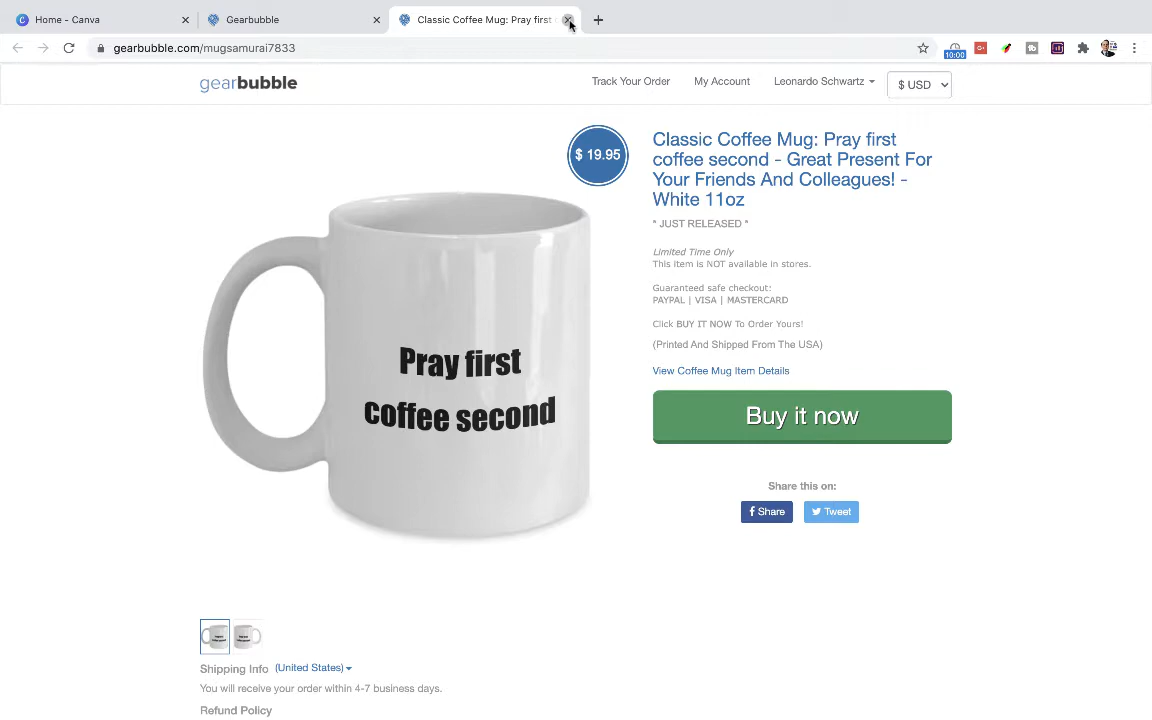 Home - Canva
Gearbubble
Classic Coffee Mug: Pray first c
gearbubble.com/mugsamurai7833
10:00
gearbubble
Track Your Order
My Account
Leonardo Schwartz
$ USD
$ 19.95
Classic Coffee Mug: Pray first
coffee second - Great Present For
Your Friends And Colleagues! -
White 11oz
" JUST RELEASED "
Limited Time Only
This item is NOT available in stores.
Guaranteed safe checkout:
PAYPAL | VISA | MASTERCARD
Click BUY IT NOW To Order Yours!
(Printed And Shipped From The USA)
View Coffee Mug Item Details
Buy it now
Share this on:
Share
Tweet
Pray first
coffee second
Shipping Info (United States)
You will receive your order within 4-7 business days.
Refund Policy